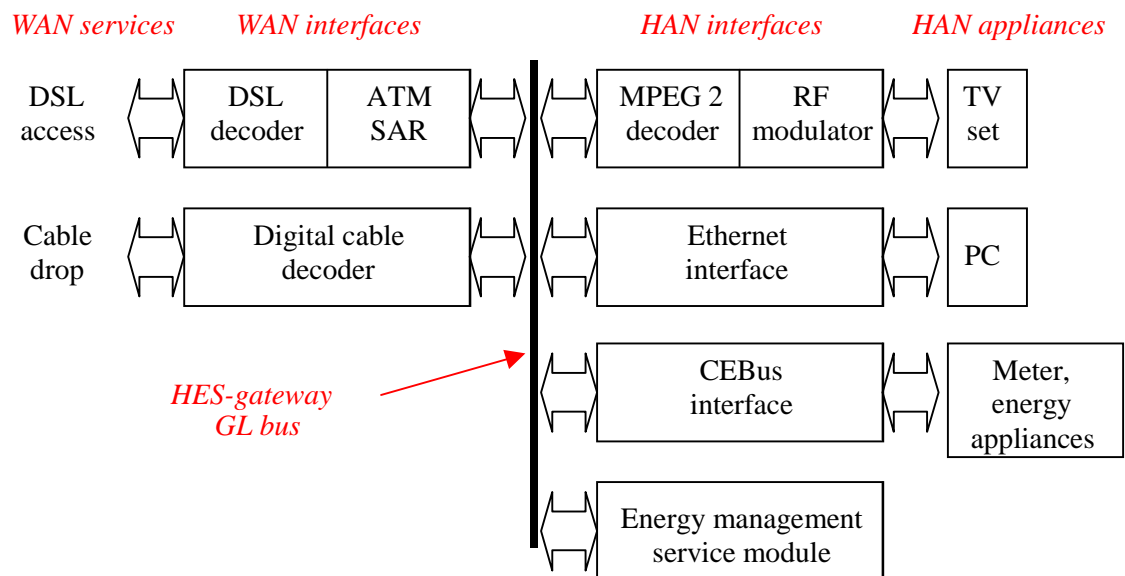 WAN services
WAN interfaces
HAN interfaces
HAN appliances
DSL
access
DSL
decoder
ATM
SAR
MPEG 2
decoder
RF
modulator
TV
set
Cable
drop
Digital cable
decoder
Ethernet
interface
PC
HES-gateway
GL bus
CEBus
interface
Meter,
energy
appliances
Energy management
service module